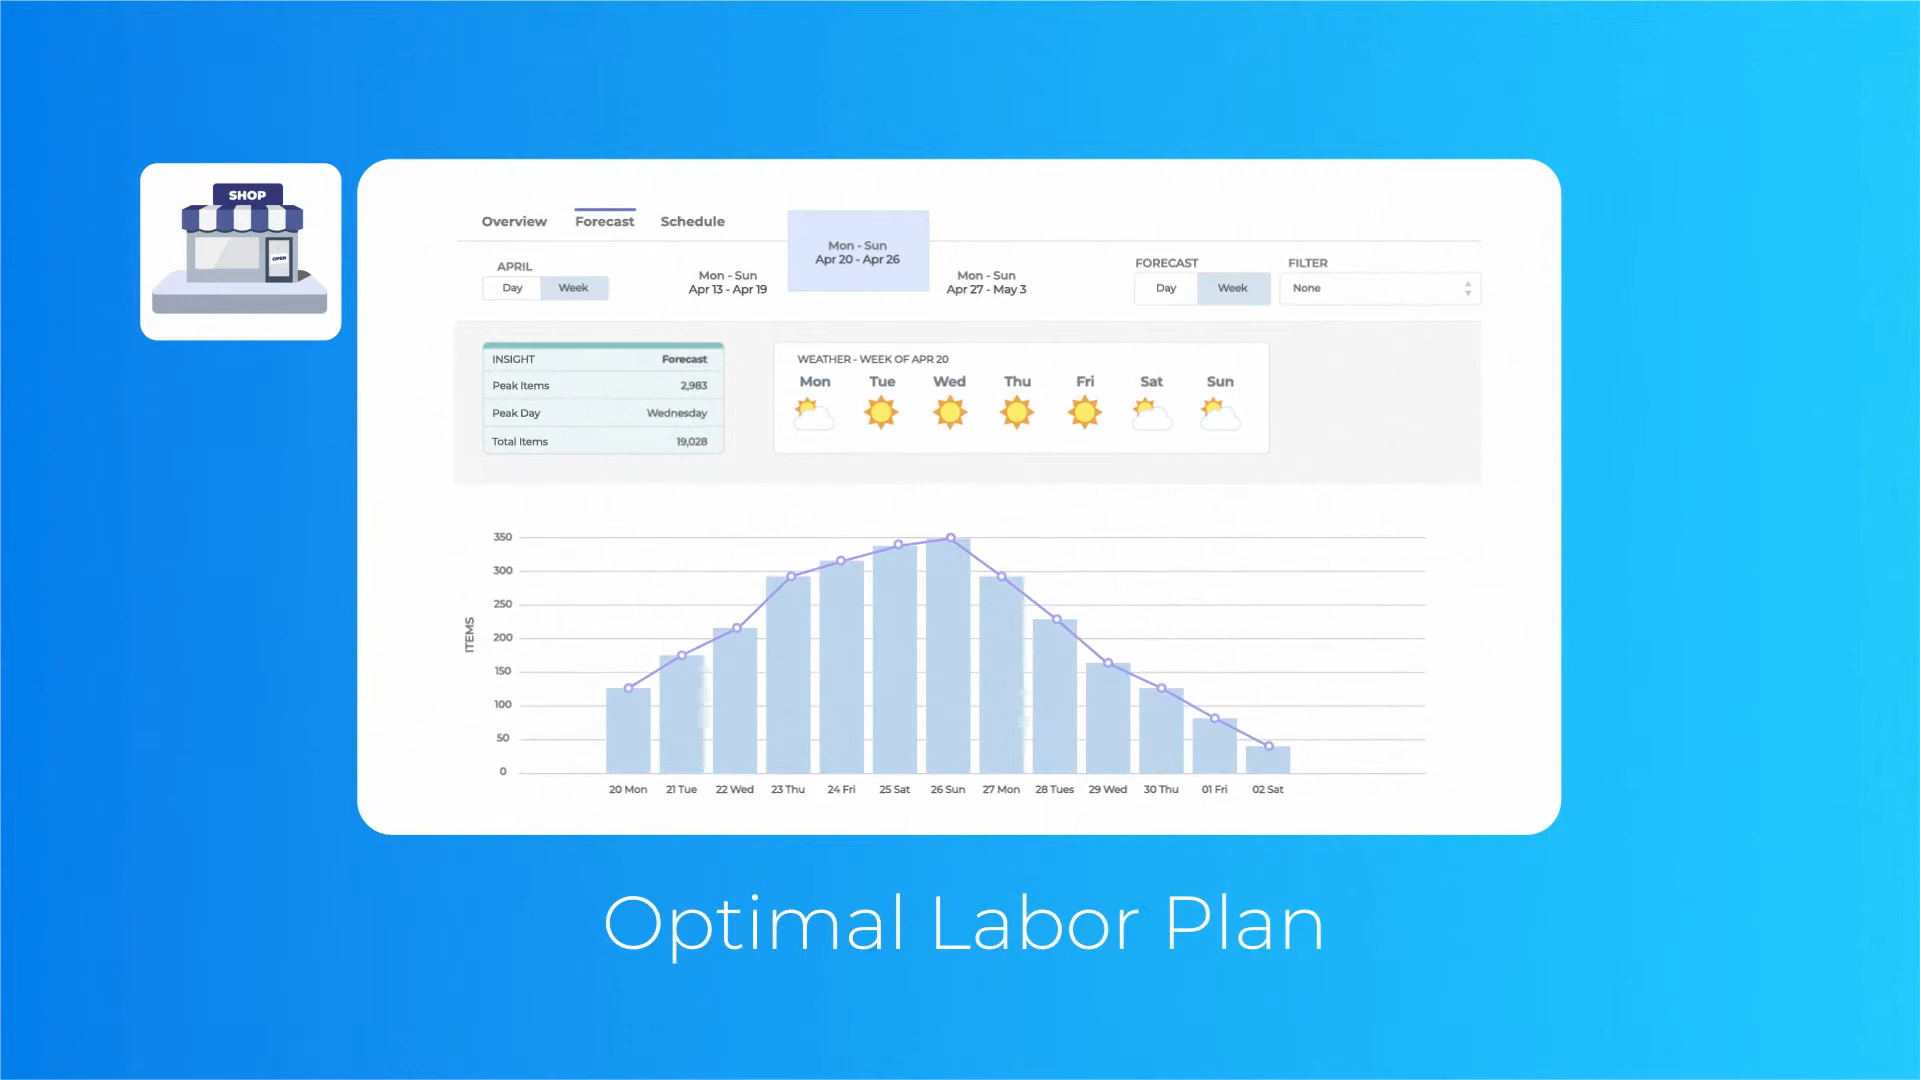 SHOP
OPEN
Overview Forecast Schedule
APRIL
Day Week
Mon - Sun
Apr 13 - Apr 19
Mon - Sun
Apr 20 - Apr 26
Mon - Sun
Apr 27 - May 3
FORECAST
Day Week
FILTER
None
INSIGHT Forecast
Peak Items 2,983
Peak Day Wednesday
Total Items 19,028
WEATHER - WEEK OF APR 20
Mon Tue Wed Thu Fri Sat Sun
ITEMS
350
300
250
200
150
100
50
0
20 Mon 21 Tue 22 Wed 23 Thu 24 Fri 25 Sat 26 Sun 27 Mon 28 Tues 29 Wed 30 Thu 01 Fri 02 Sat
Optimal Labor Plan